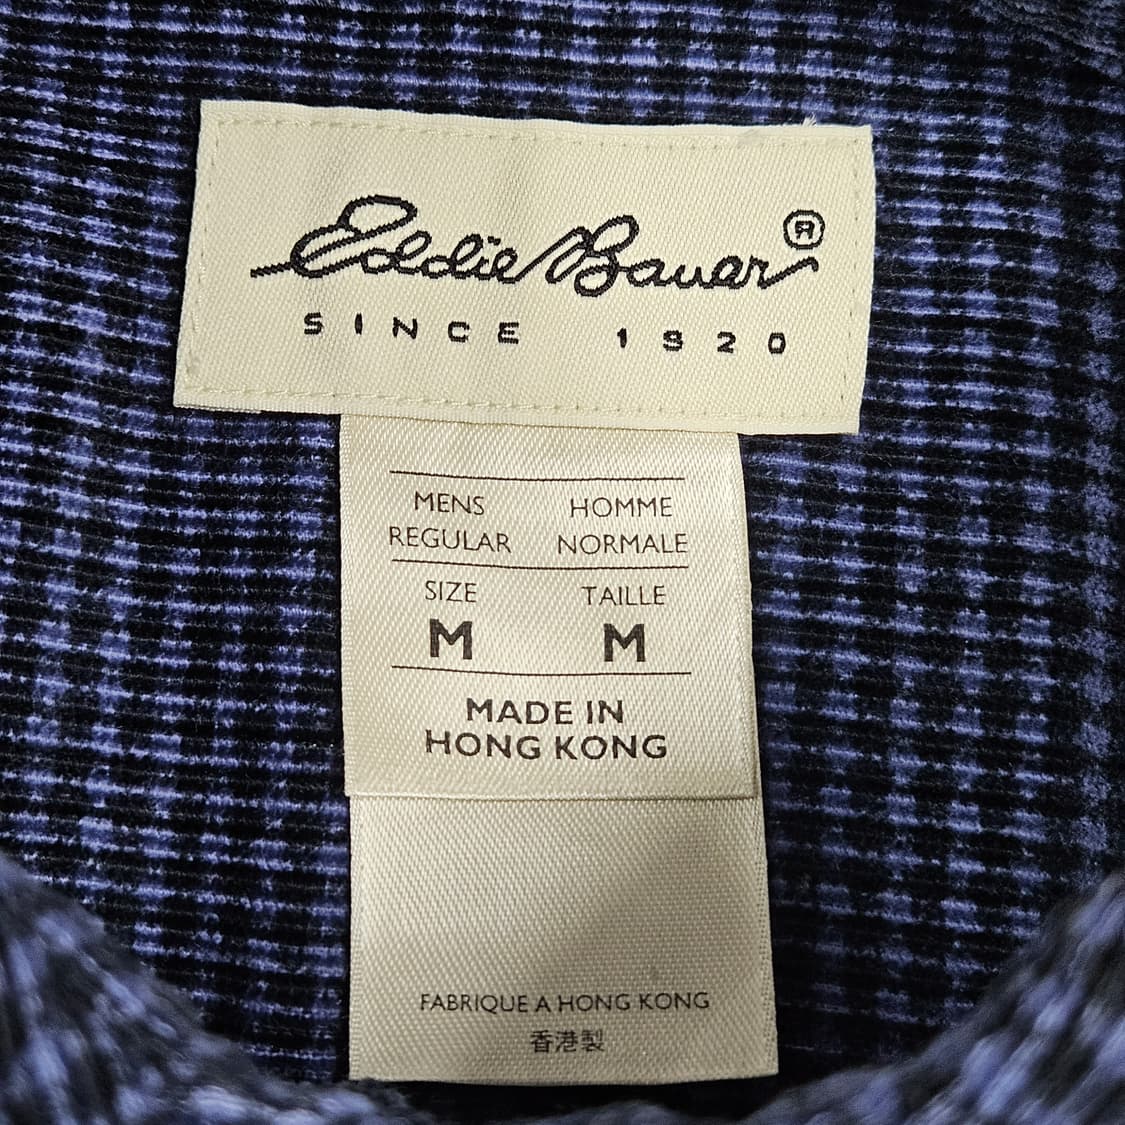 Eddie Bauer ®
SINCE 1920
MENS HOMME
REGULAR NORMALE
SIZE TAILLE
M M
MADE IN
HONG KONG
FABRIQUE A HONG KONG
香港製